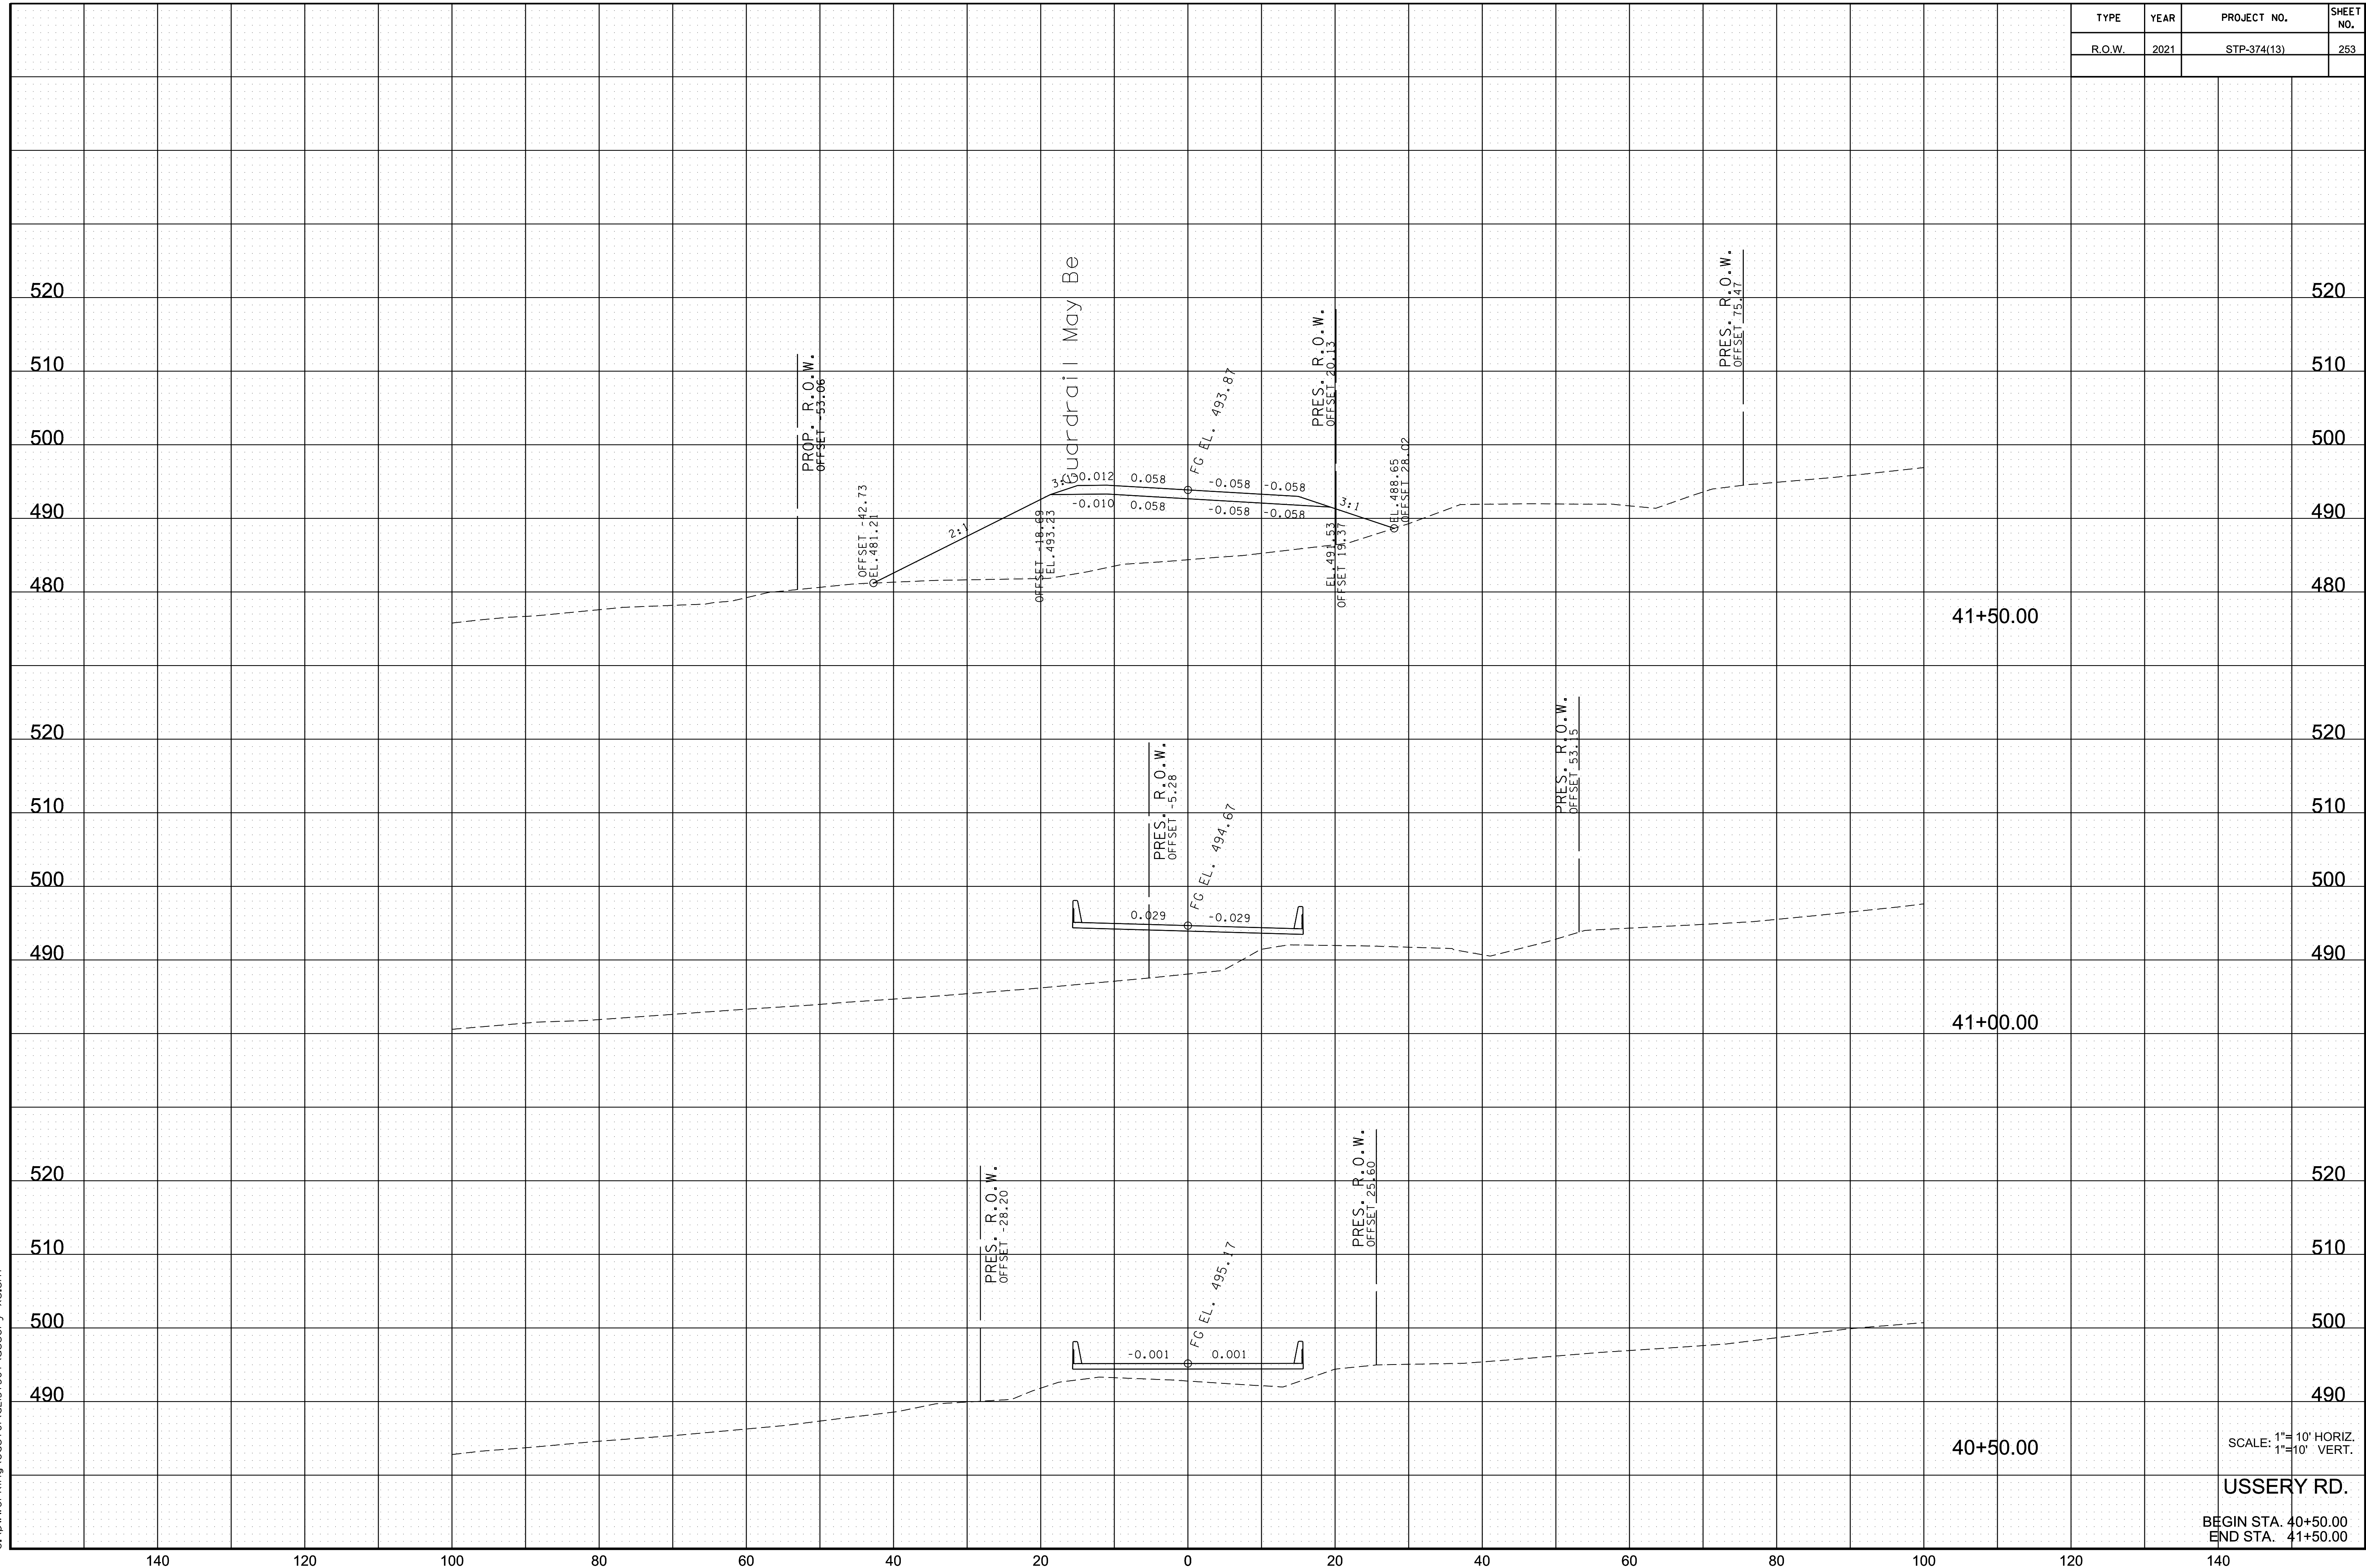 TYPE YEAR PROJECT NO. SHEET NO.
R.O.W. 2021 STP-374(13) 253
520 520
510 510
500 500
490 490
480 480
PROP. R.O.W.
OFFSET -53.06
OFFSET -42.73
EL.481.21
2:1
OFFSET -18.69
EL.493.23
Guardrail May Be
-0.012 0.058 -0.058 -0.058
-0.010 0.058 -0.058 -0.058
FG EL. 493.87
PRES. R.O.W.
OFFSET 20.13
3:1
EL.491.53
OFFSET 19.37
EL.488.65
OFFSET 28.02
PRES. R.O.W.
OFFSET 75.47
41+50.00
520 520
510 510
500 500
490 490
PRES. R.O.W.
OFFSET -5.28
FG EL. 494.67
0.029 -0.029
PRES. R.O.W.
OFFSET 53.15
41+00.00
520 520
510 510
500 500
490 490
PRES. R.O.W.
OFFSET -28.20
FG EL. 495.17
-0.001 0.001
PRES. R.O.W.
OFFSET 25.60
40+50.00
SCALE: 1"= 10' HORIZ.
1"=10' VERT.
USSERY RD.
BEGIN STA. 40+50.00
END STA. 41+50.00
140 120 100 80 60 40 20 0 20 40 60 80 100 120 140